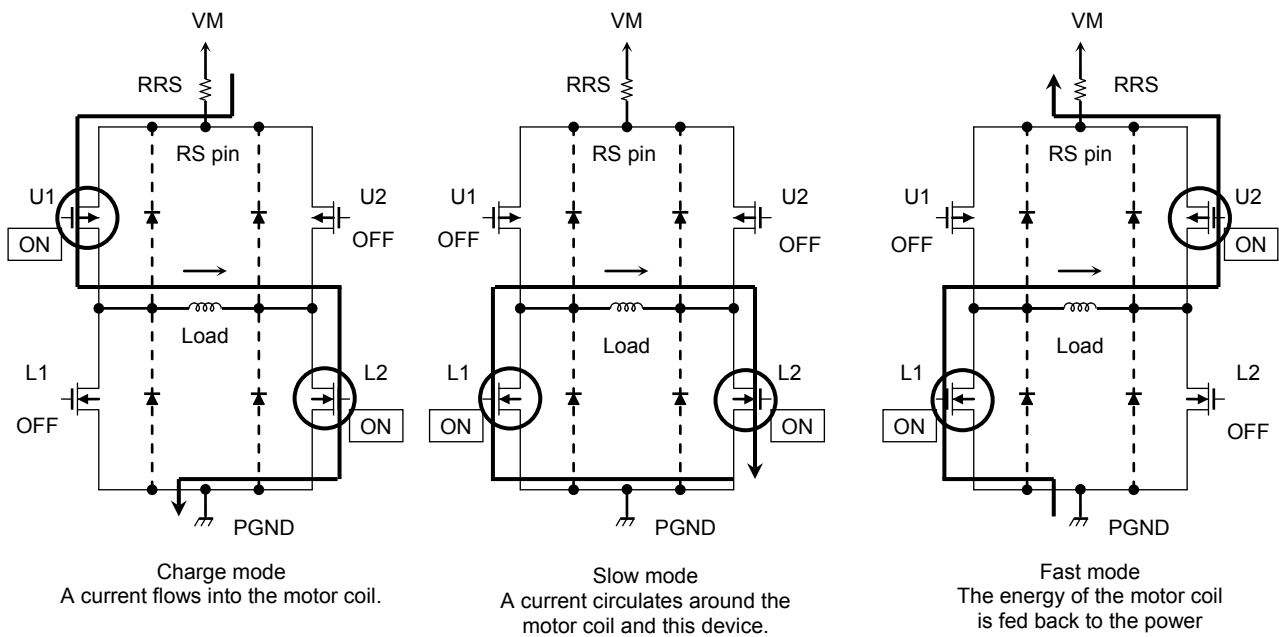 VM
RRS
RS pin
U1
U2
ON
OFF
Load
L1
L2
OFF
ON
PGND
Charge mode
A current flows into the motor coil.
VM
RRS
RS pin
U1
U2
OFF
OFF
Load
L1
L2
ON
ON
PGND
Slow mode
A current circulates around the
motor coil and this device.
VM
RRS
RS pin
U1
U2
OFF
ON
Load
L1
L2
ON
OFF
PGND
Fast mode
The energy of the motor coil
is fed back to the power